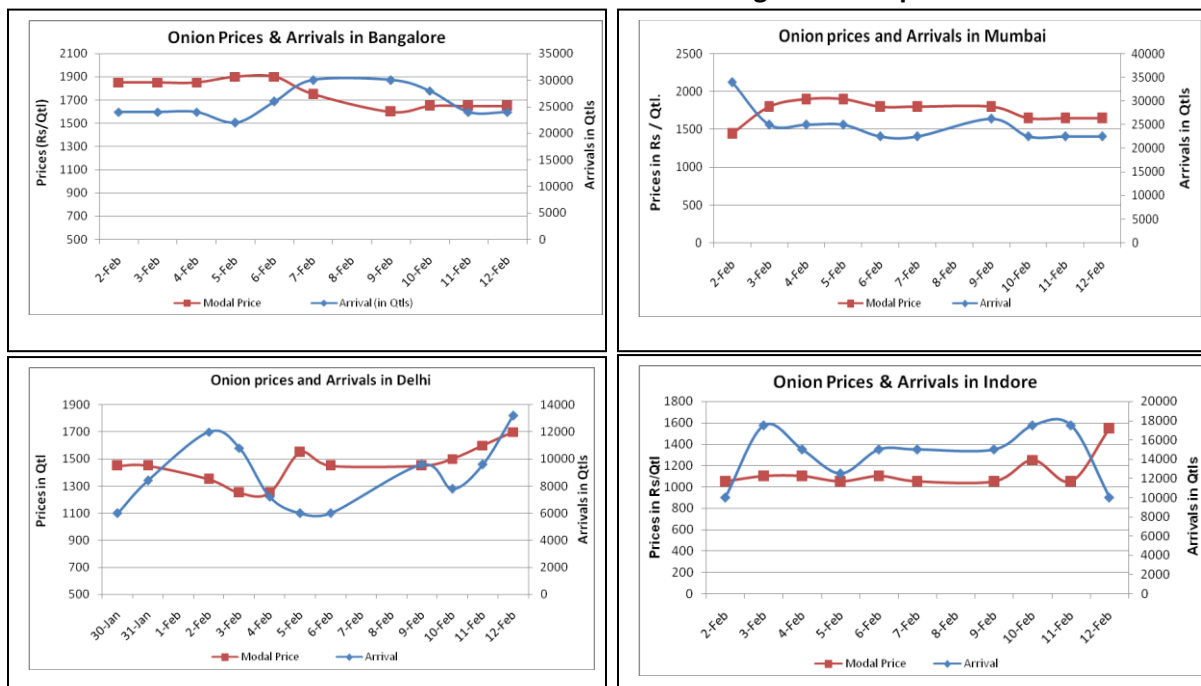 Onion Prices & Arrivals in Bangalore
Prices (Rs/Qtl)
2100
1900
1700
1500
1300
1100
900
700
500
35000
30000
25000
20000
15000
10000
5000
0
Arrivals in Qtls
2-Feb
3-Feb
4-Feb
5-Feb
6-Feb
7-Feb
8-Feb
9-Feb
10-Feb
11-Feb
12-Feb
Modal Price
Arrival (in Qtls)
Onion prices and Arrivals in Mumbai
Prices in Rs / Qtl.
2500
2000
1500
1000
500
0
40000
35000
30000
25000
20000
15000
10000
5000
0
Arrivals in Qtls
2-Feb
3-Feb
4-Feb
5-Feb
6-Feb
7-Feb
8-Feb
9-Feb
10-Feb
11-Feb
12-Feb
Modal Price
Arrival
Onion prices and Arrivals in Delhi
Prices in Qtl
1900
1700
1500
1300
1100
900
700
500
14000
12000
10000
8000
6000
4000
2000
0
Arrivals in Qtls
30-Jan
31-Jan
1-Feb
2-Feb
3-Feb
4-Feb
5-Feb
6-Feb
7-Feb
8-Feb
9-Feb
10-Feb
11-Feb
12-Feb
Modal Price
Arrival
Onion Prices & Arrivals in Indore
Prices in Rs/Qtl
1800
1600
1400
1200
1000
800
600
400
200
0
20000
18000
16000
14000
12000
10000
8000
6000
4000
2000
0
Arrivals in Qtls
2-Feb
3-Feb
4-Feb
5-Feb
6-Feb
7-Feb
8-Feb
9-Feb
10-Feb
11-Feb
12-Feb
Modal Price
Arrival